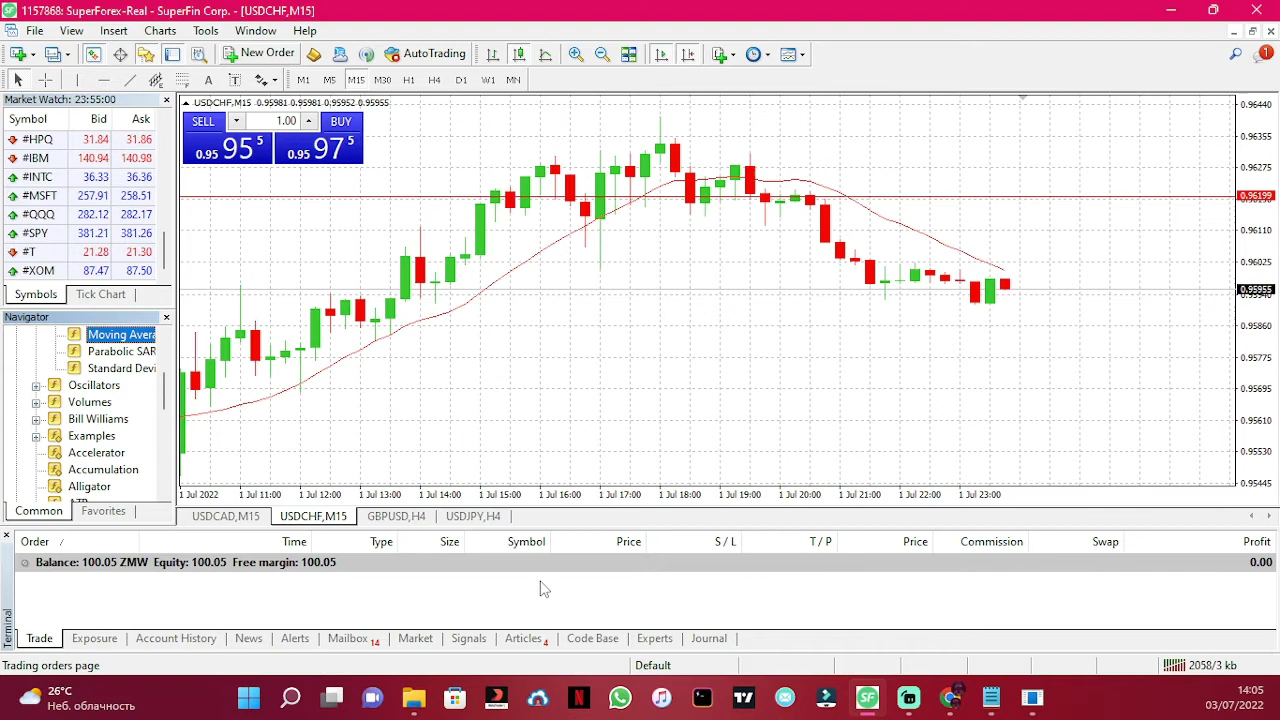 1157868: SuperForex-Real - SuperFin Corp. - [USDCHF,M15]
File View Insert Charts Tools Window Help
New Order AutoTrading 1
A T M1 M5 M15 M30 H1 H4 D1 W1 MN
Market Watch: 23:55:00
Symbol Bid Ask
#HPQ 31.84 31.86
#IBM 140.94 140.98
#INTC 36.33 36.36
#MSFT 257.91 258.51
#QQQ 282.12 282.17
#SPY 381.21 381.26
#T 21.28 21.30
#XOM 87.47 87.50
Symbols Tick Chart
Navigator
Moving Avera
Parabolic SAR
Standard Devi
Oscillators
Volumes
Bill Williams
Examples
Accelerator
Accumulation
Alligator
Common Favorites
USDCHF,M15 0.95981 0.95981 0.95952 0.95955
SELL 1.00 BUY
0.95 95 5 0.95 97 5
0.96440
0.96355
0.96275
0.96199
0.96110
0.96025
0.95955
0.95940
0.95860
0.95775
0.95695
0.95610
0.95530
0.95445
1 Jul 2022 1 Jul 11:00 1 Jul 12:00 1 Jul 13:00 1 Jul 14:00 1 Jul 15:00 1 Jul 16:00 1 Jul 17:00 1 Jul 18:00 1 Jul 19:00 1 Jul 20:00 1 Jul 21:00 1 Jul 22:00 1 Jul 23:00
USDCAD,M15 USDCHF,M15 GBPUSD,H4 USDJPY,H4
Order / Time Type Size Symbol Price S / L T / P Price Commission Swap Profit
Balance: 100.05 ZMW Equity: 100.05 Free margin: 100.05 0.00
Terminal
Trade Exposure Account History News Alerts Mailbox 14 Market Signals Articles 4 Code Base Experts Journal
Trading orders page Default 2058/3 kb
26°C
Неб. облачность
14:05
03/07/2022